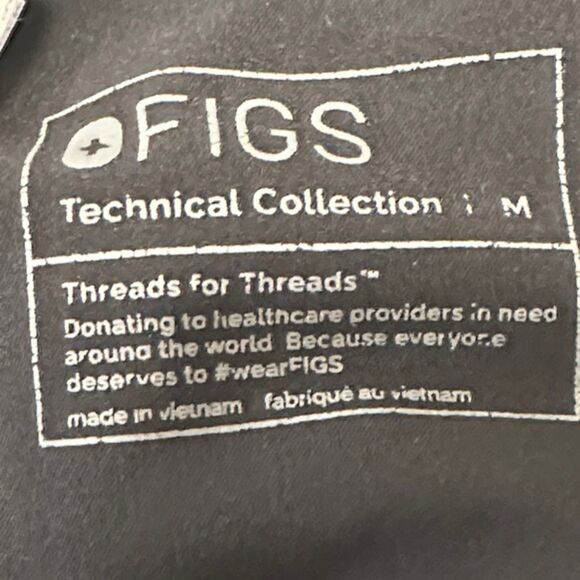 FIGS
Technical Collection | M
Threads for Threads™
Donating to healthcare providers in need
around the world Because everyone
deserves to #wearFIGS
made in vietnam fabriqué au vietnam